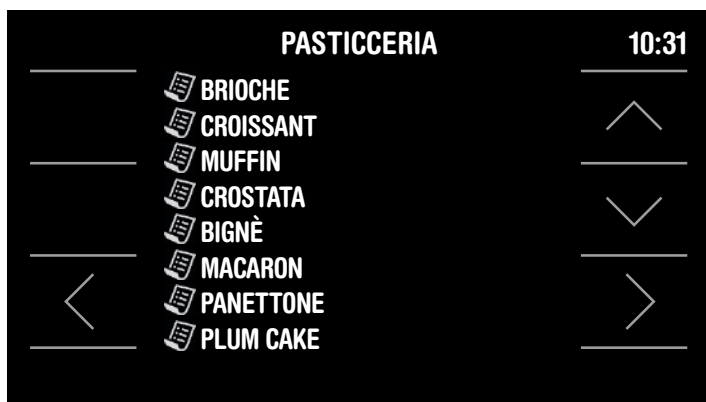 PASTICCERIA 10:31
BRIOCHE
CROISSANT
MUFFIN
CROSTATA
BIGNÈ
MACARON
PANETTONE
PLUM CAKE